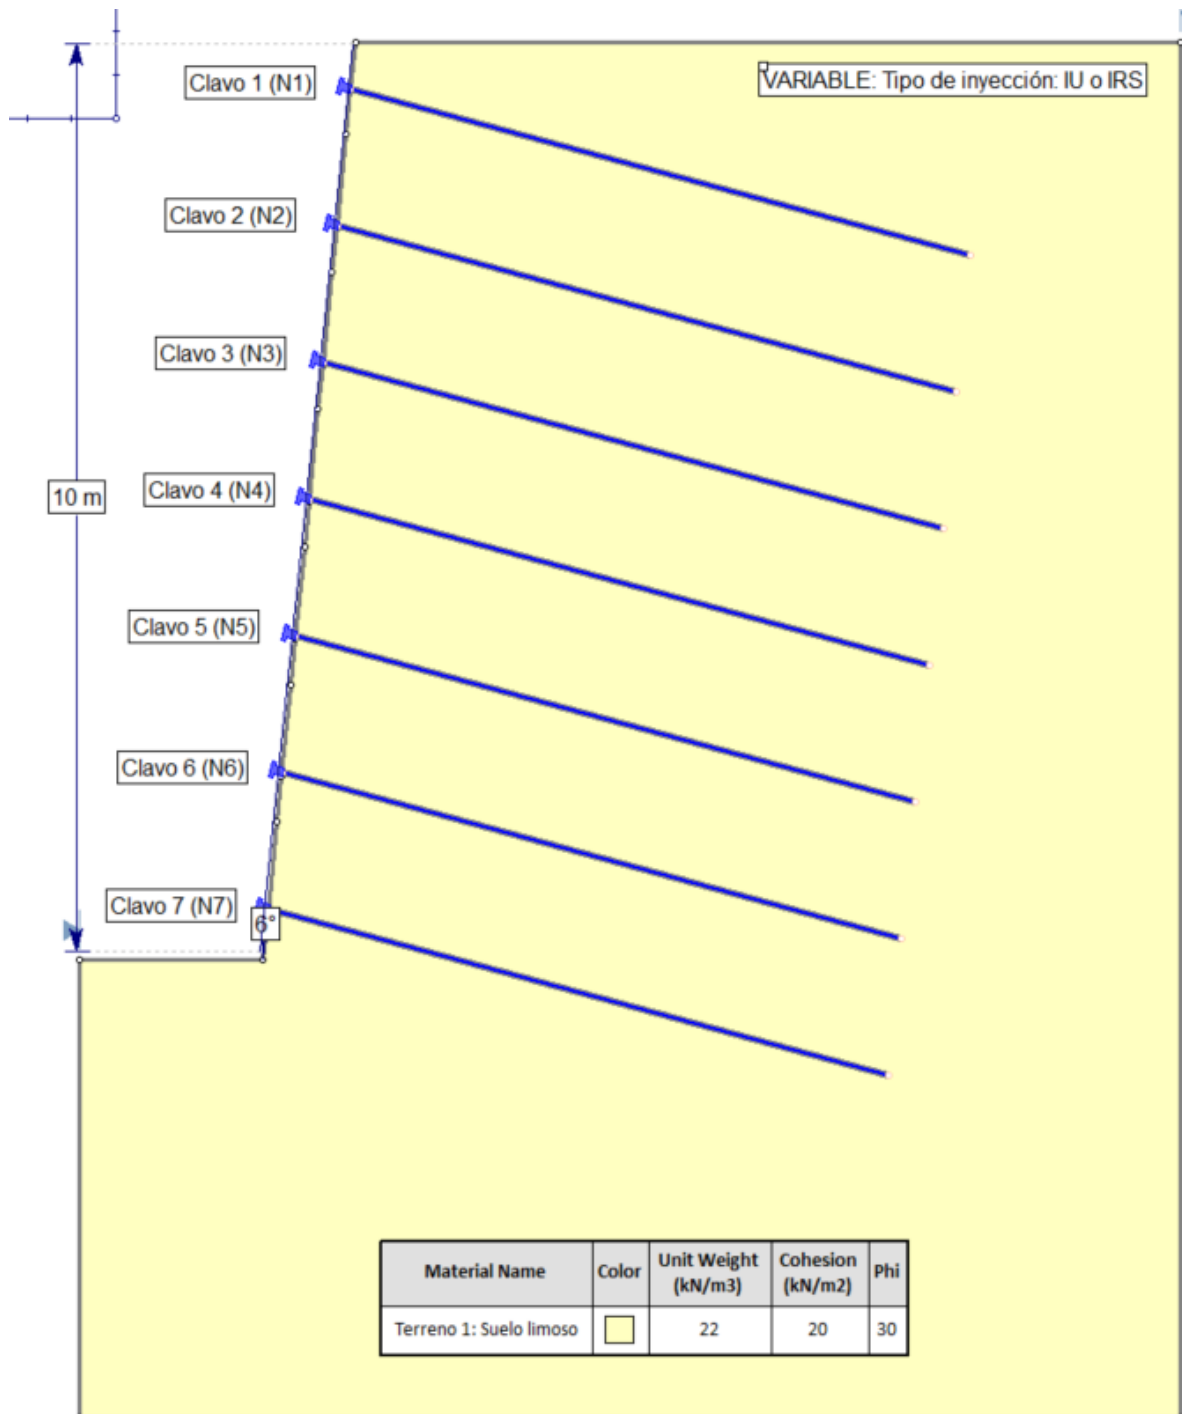 Clavo 1 (N1)
VARIABLE: Tipo de inyección: IU o IRS
Clavo 2 (N2)
Clavo 3 (N3)
10 m
Clavo 4 (N4)
Clavo 5 (N5)
Clavo 6 (N6)
Clavo 7 (N7)
6°
Material Name Color Unit Weight (kN/m3) Cohesion (kN/m2) Phi
Terreno 1: Suelo limoso 22 20 30